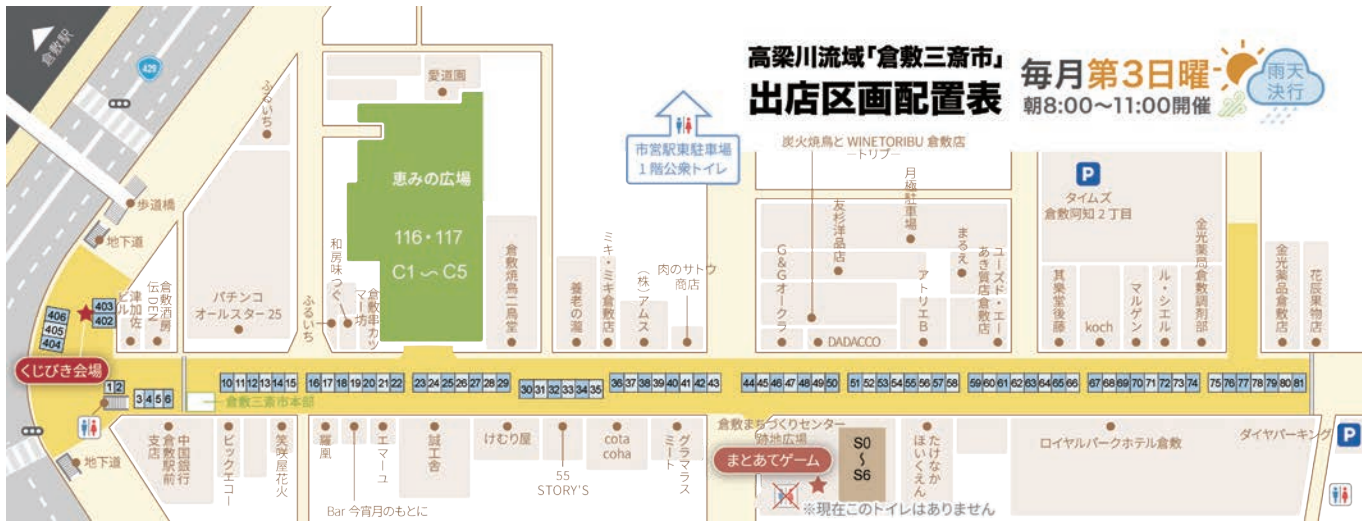 倉敷駅
429
高梁川流域「倉敷三斎市」
出店区画配置表
毎月第3日曜
朝8:00～11:00開催
雨天
決行
市営駅東駐車場
1階公衆トイレ
炭火焼鳥と WINETORIBU 倉敷店
―トリブ―
ふるいち
愛道園
恵みの広場
116・117
C1 ～ C5
歩道橋
地下道
P
タイムズ
倉敷阿知2丁目
月極駐車場
友杉洋品店
まるえ
ユーズド・エー
あき質店倉敷店
G&Gオークラ
DADACCO
アトリエB
其樂堂後藤
koch
マルゲン
ル・シエル
金光薬局倉敷調剤部
金光薬品倉敷店
花辰果物店
津加佐
ビル
倉敷酒房
伝DEN
パチンコ
オールスター25
ふるいち
和房味つぐ
倉敷串カツ
マー坊
倉敷焼鳥二鳥堂
養老の瀧
ミキ・ミキ倉敷店
(株)アムス
肉のサトウ
商店
406
405
404
403
402
くじびき会場
1 2
3 4 5 6
10 11 12 13 14 15
16 17 18 19 20 21 22
23 24 25 26 27 28 29
30 31 32 33 34 35
36 37 38 39 40 41 42 43
44 45 46 47 48 49 50
51 52 53 54 55 56 57 58
59 60 61 62 63 64 65 66
67 68 69 70 71 72 73 74
75 76 77 78 79 80 81
倉敷三斎市本部
地下道
中国銀行
倉敷駅前
支店
ビックエコー
笑咲屋花火
羅凰
Bar 今宵月のもとに
エマーユ
誠工舎
けむり屋
55
STORY'S
cota
coha
グラマラス
ミート
倉敷まちづくりセンター
跡地広場
まとあてゲーム
S0
～
S6
たけなか
ほいくえん
※現在このトイレはありません
ロイヤルパークホテル倉敷
ダイヤパーキング
P